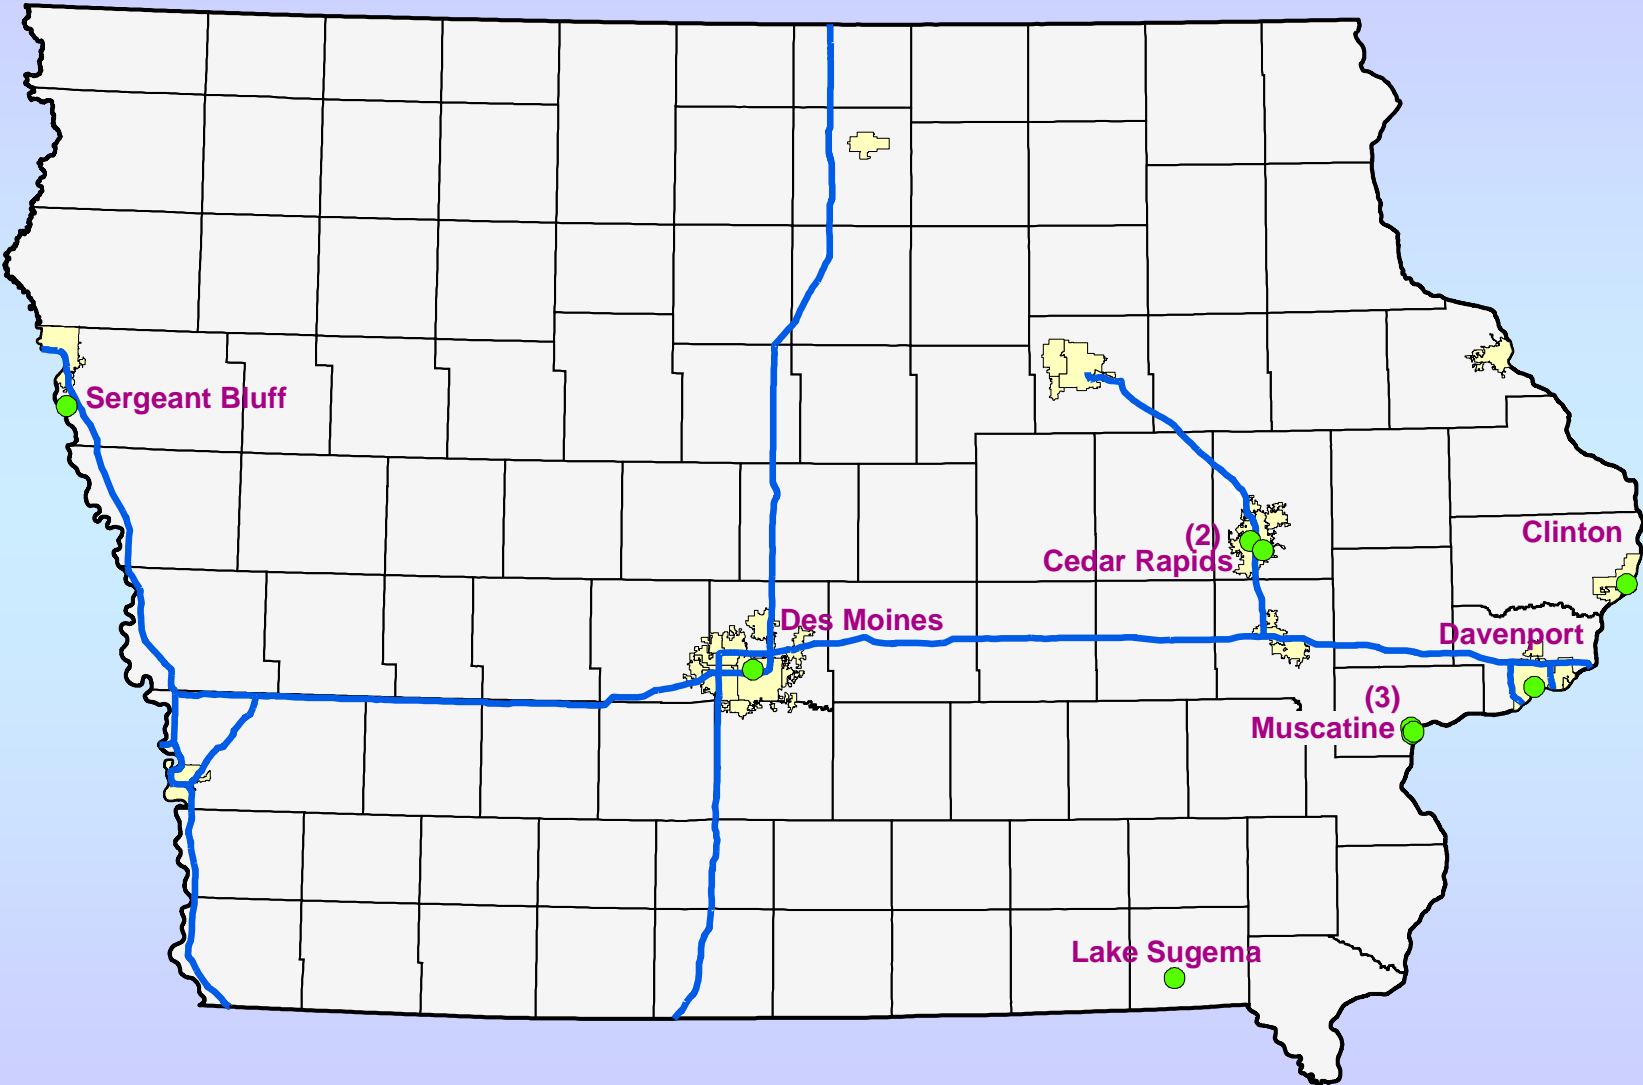 Sergeant Bluff
(2)
Cedar Rapids
Clinton
Des Moines
Davenport
(3)
Muscatine
Lake Sugema